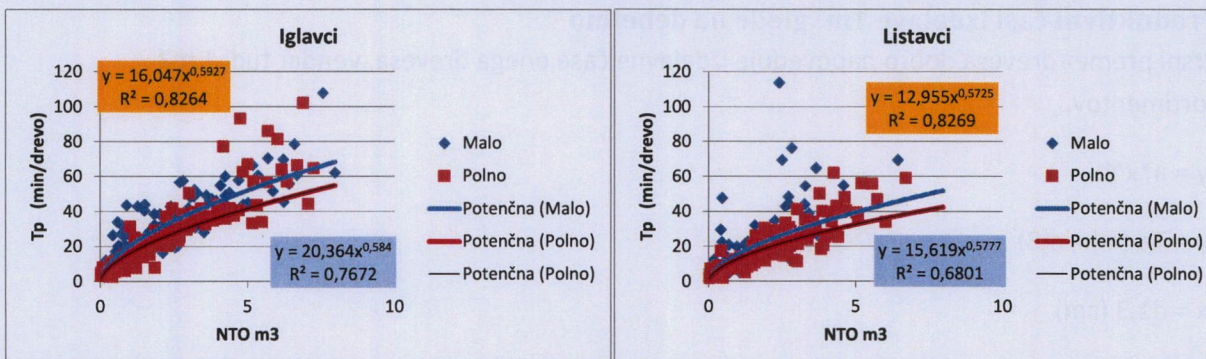 Iglavci
120
100
80
60
40
20
0
Tp (min/drevo)
y = 16,047x^0,5927
R² = 0,8264
y = 20,364x^0,584
R² = 0,7672
0 5 10
NTO m3
Malo
Polno
Potenčna (Malo)
Potenčna (Polno)
Potenčna (Polno)
Listavci
120
100
80
60
40
20
0
Tp (min/drevo)
y = 12,955x^0,5725
R² = 0,8269
y = 15,619x^0,5777
R² = 0,6801
0 5 10
NTO m3
Malo
Polno
Potenčna (Malo)
Potenčna (Polno)
Potenčna (Polno)